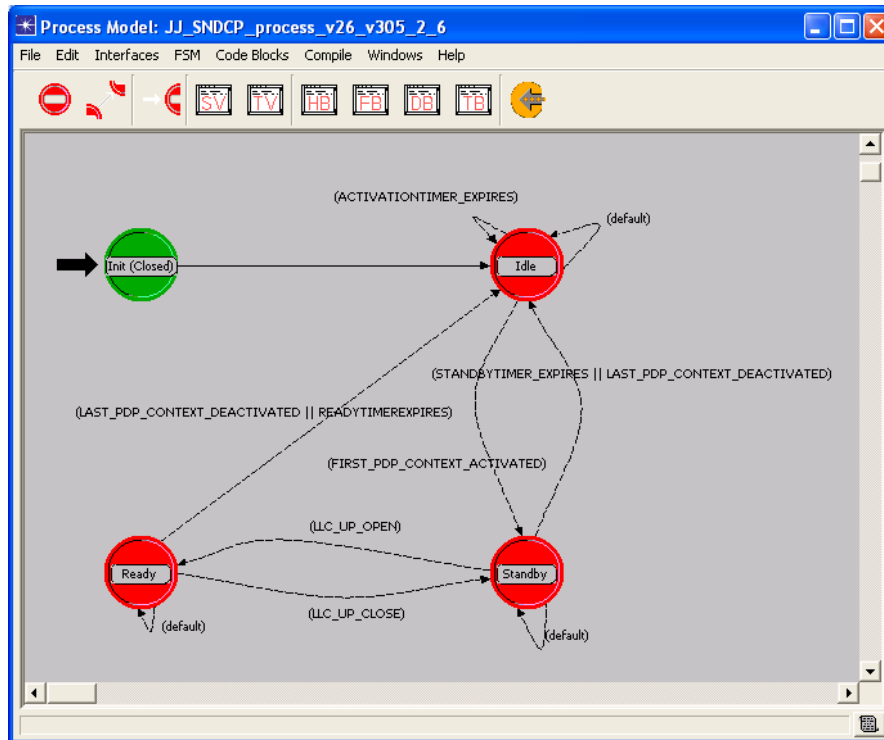 Process Model: JJ_SNDCP_process_v26_v305_2_6
File Edit Interfaces FSM Code Blocks Compile Windows Help
SV TV HB FB DB TB
(ACTIVATIONTIMER_EXPIRES)
(default)
Init (Closed)
Idle
(STANDBYTIMER_EXPIRES || LAST_PDP_CONTEXT_DEACTIVATED)
(LAST_PDP_CONTEXT_DEACTIVATED || READYTIMEREXPIRES)
(FIRST_PDP_CONTEXT_ACTIVATED)
(LLC_UP_OPEN)
Ready
Standby
(LLC_UP_CLOSE)
(default)
(default)